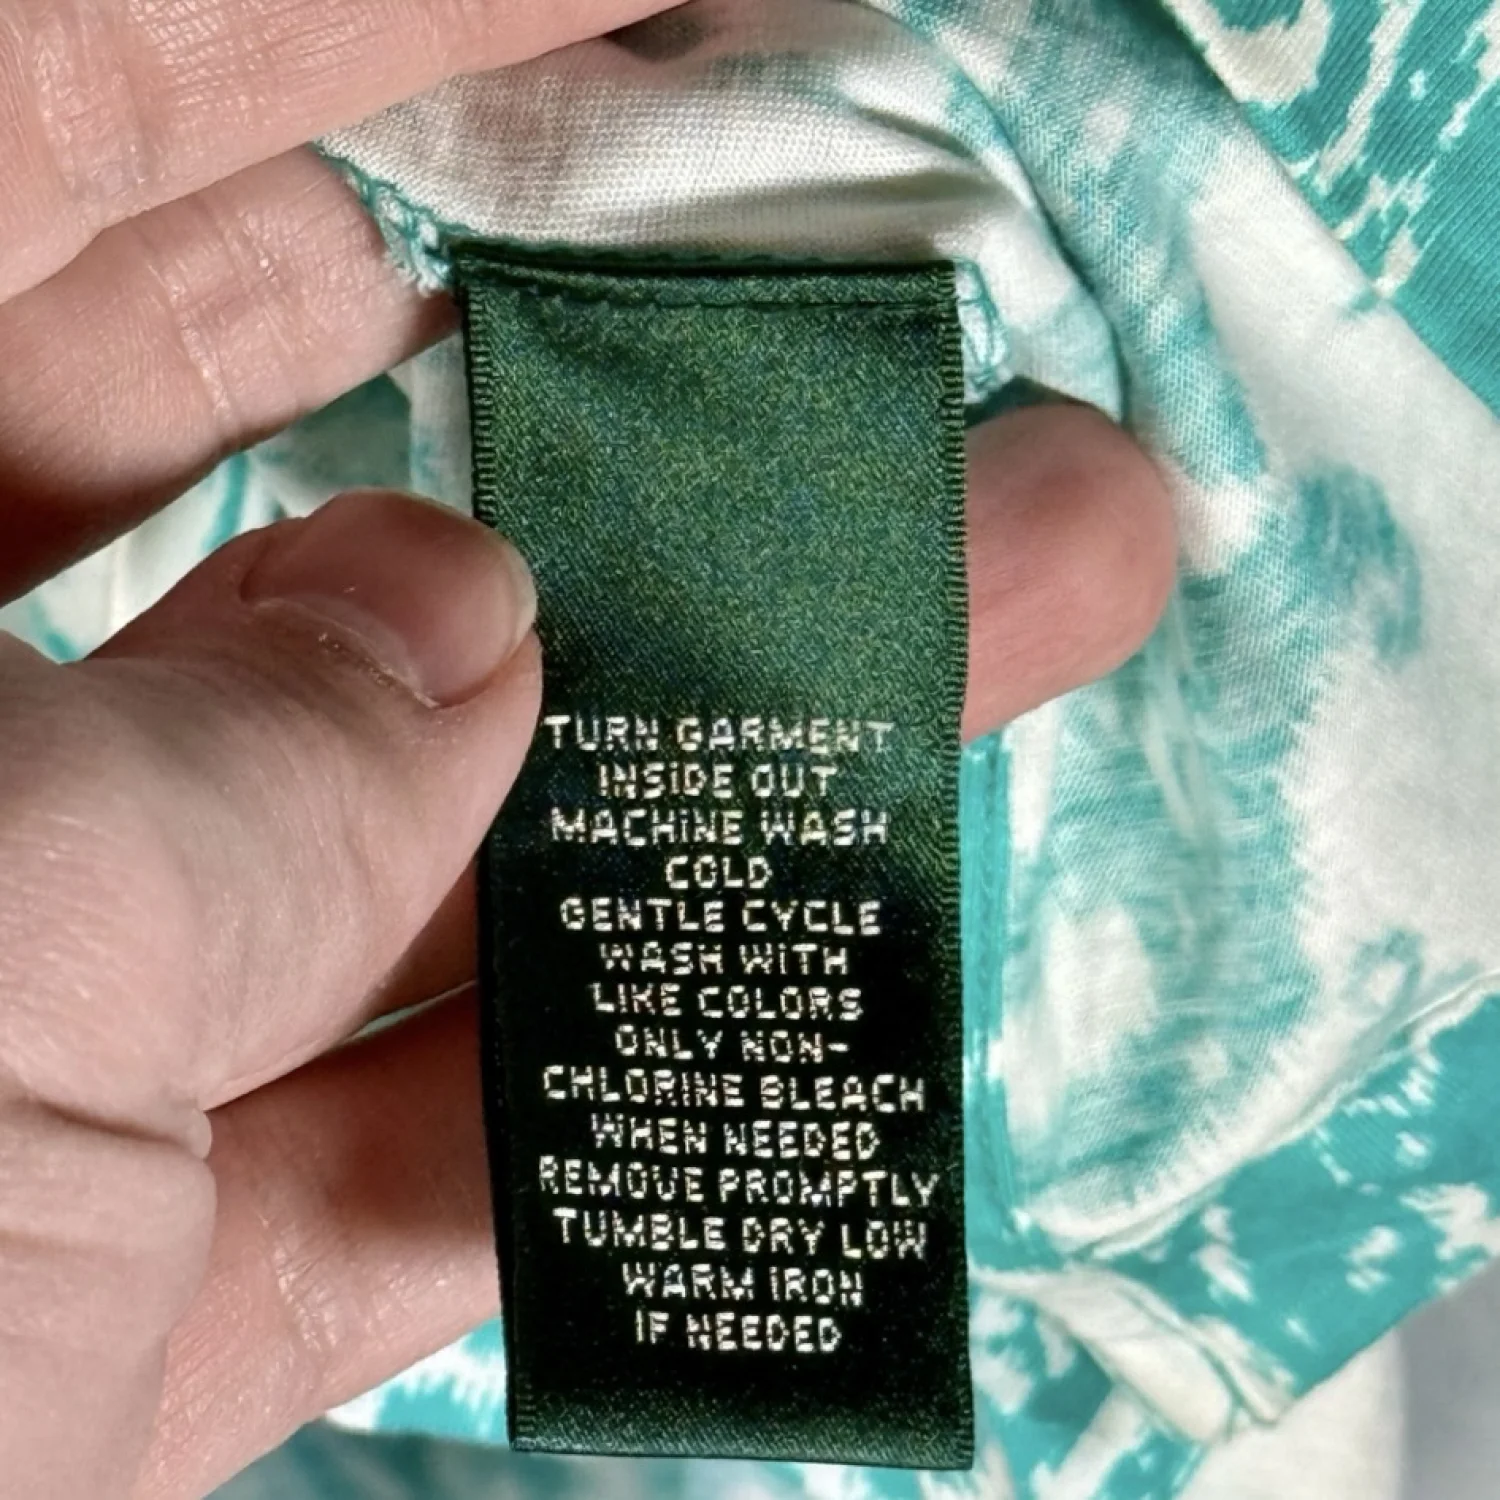 TURN GARMENT
INSIDE OUT
MACHINE WASH
COLD
GENTLE CYCLE
WASH WITH
LIKE COLORS
ONLY NON-
CHLORINE BLEACH
WHEN NEEDED
REMOVE PROMPTLY
TUMBLE DRY LOW
WARM IRON
IF NEEDED